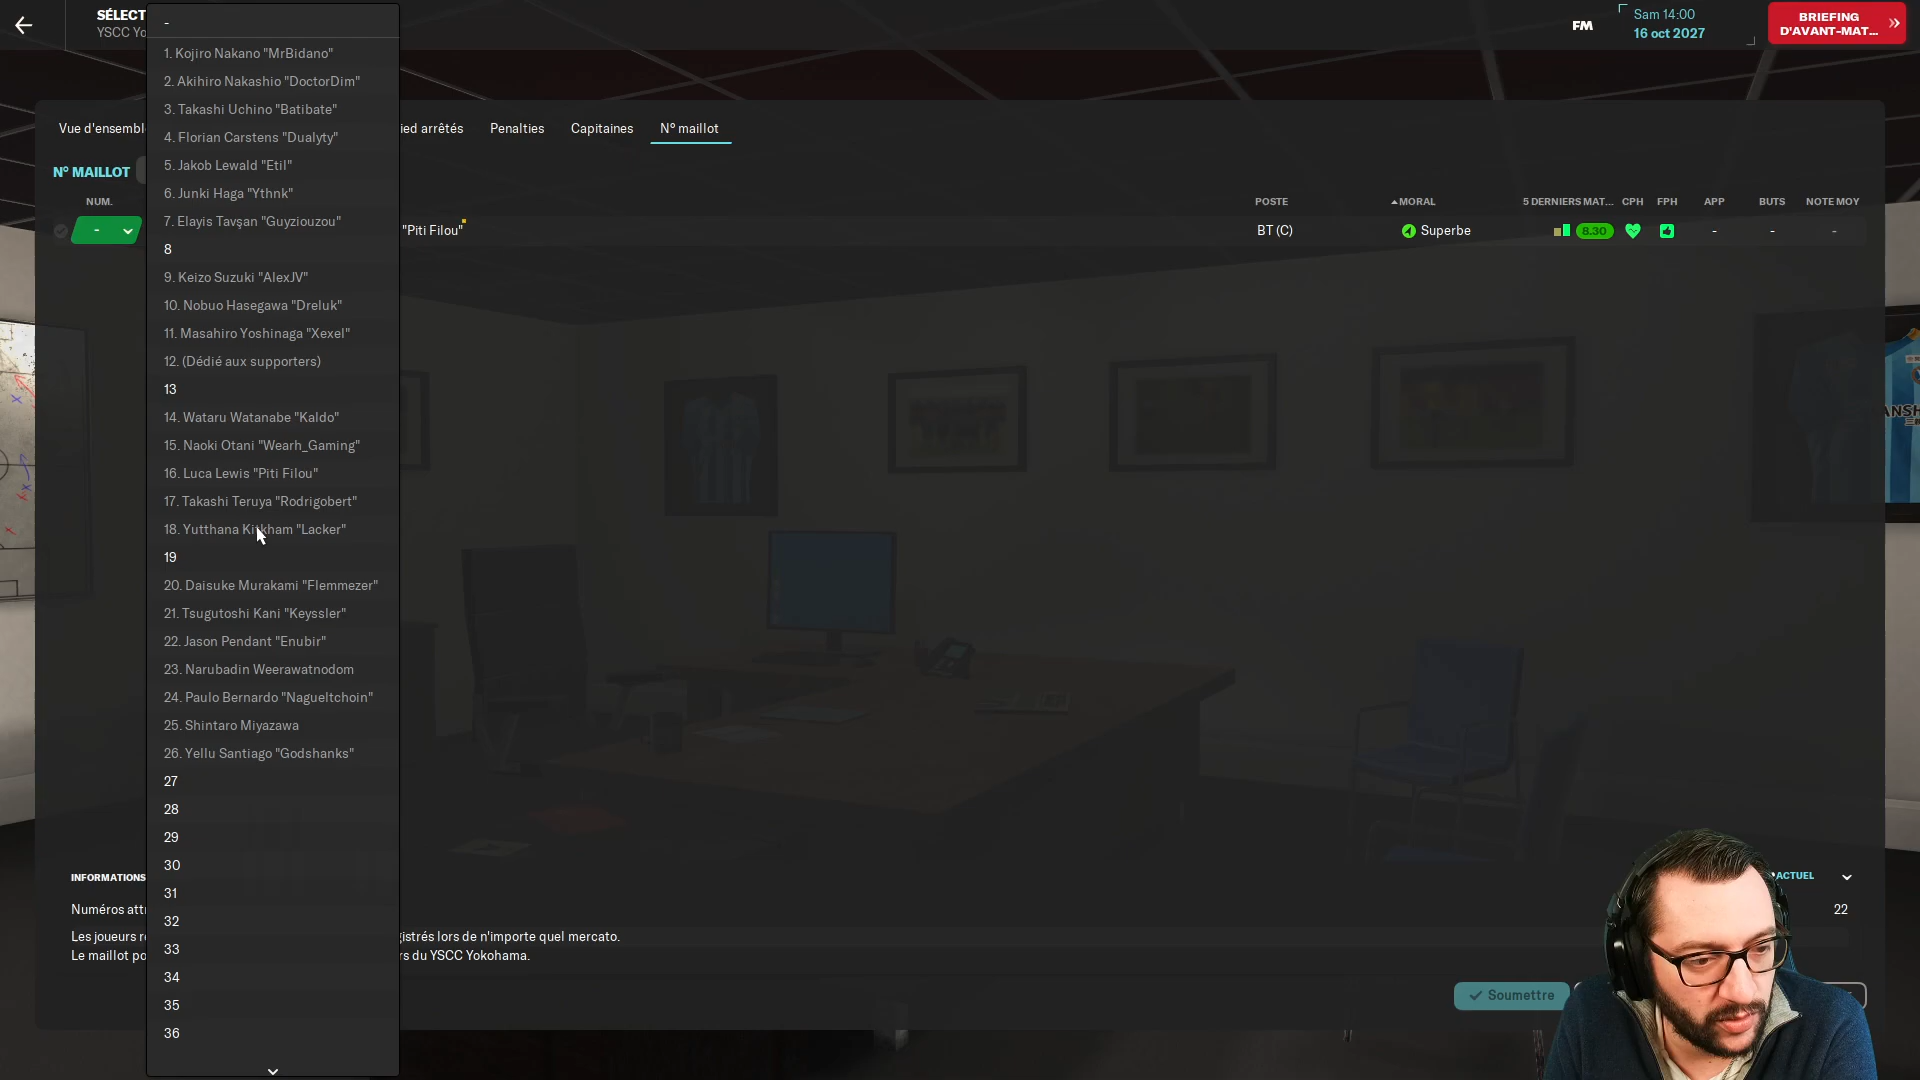 SÉLECT
YSCC Yo
FM
Sam 14:00
16 oct 2027
BRIEFING
D'AVANT-MAT...
Vue d'ensembl
ied arrêtés
Penalties
Capitaines
N° maillot
N° MAILLOT
NUM.
POSTE
MORAL
5 DERNIERS MAT...
CPH
FPH
APP
BUTS
NOTE MOY
-
"Piti Filou"
BT (C)
Superbe
8.30
-
-
-
-
1. Kojiro Nakano "MrBidano"
2. Akihiro Nakashio "DoctorDim"
3. Takashi Uchino "Batibate"
4. Florian Carstens "Dualyty"
5. Jakob Lewald "Etil"
6. Junki Haga "Ythnk"
7. Elayis Tavşan "Guyziouzou"
8
9. Keizo Suzuki "AlexJV"
10. Nobuo Hasegawa "Dreluk"
11. Masahiro Yoshinaga "Xexel"
12. (Dédié aux supporters)
13
14. Wataru Watanabe "Kaldo"
15. Naoki Otani "Wearh_Gaming"
16. Luca Lewis "Piti Filou"
17. Takashi Teruya "Rodrigobert"
18. Yutthana Kitkham "Lacker"
19
20. Daisuke Murakami "Flemmezer"
21. Tsugutoshi Kani "Keyssler"
22. Jason Pendant "Enubir"
23. Narubadin Weerawatnodom
24. Paulo Bernardo "Nagueltchoin"
25. Shintaro Miyazawa
26. Yellu Santiago "Godshanks"
27
28
29
30
31
32
33
34
35
36
INFORMATIONS
ACTUEL
Numéros attr
22
Les joueurs r
gistrés lors de n'importe quel mercato.
Le maillot po
rs du YSCC Yokohama.
Soumettre